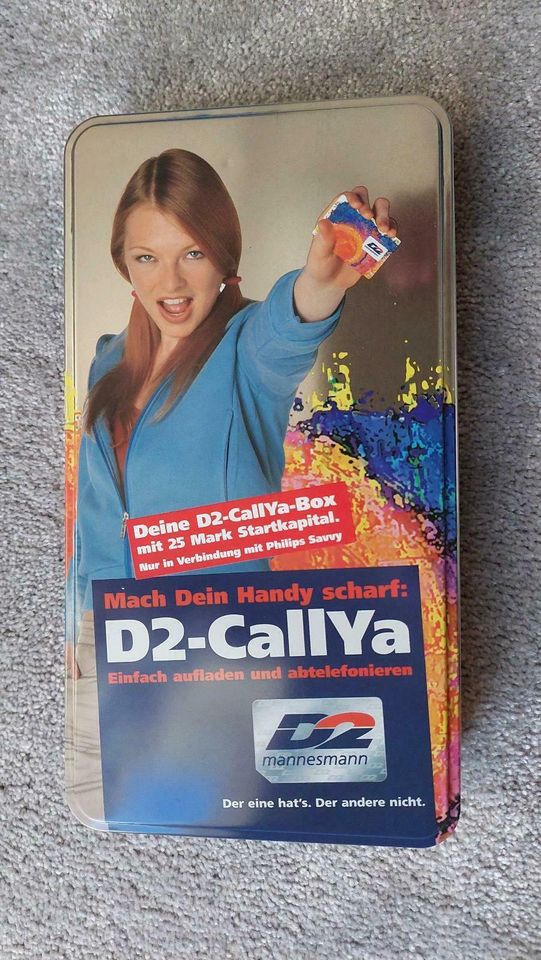 D2
Deine D2-CallYa-Box
mit 25 Mark Startkapital.
Nur in Verbindung mit Philips Savvy
Mach Dein Handy scharf:
D2-CallYa
Einfach aufladen und abtelefonieren
D2
mannesmann
Der eine hat's. Der andere nicht.